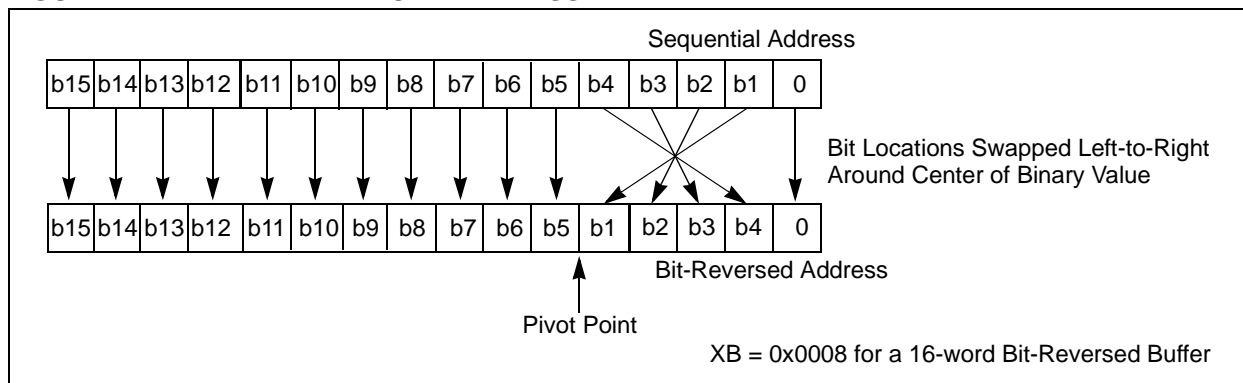 Sequential Address
b15 b14 b13 b12 b11 b10 b9 b8 b7 b6 b5 b4 b3 b2 b1 0
Bit Locations Swapped Left-to-Right
Around Center of Binary Value
b15 b14 b13 b12 b11 b10 b9 b8 b7 b6 b5 b1 b2 b3 b4 0
Bit-Reversed Address
Pivot Point
XB = 0x0008 for a 16-word Bit-Reversed Buffer